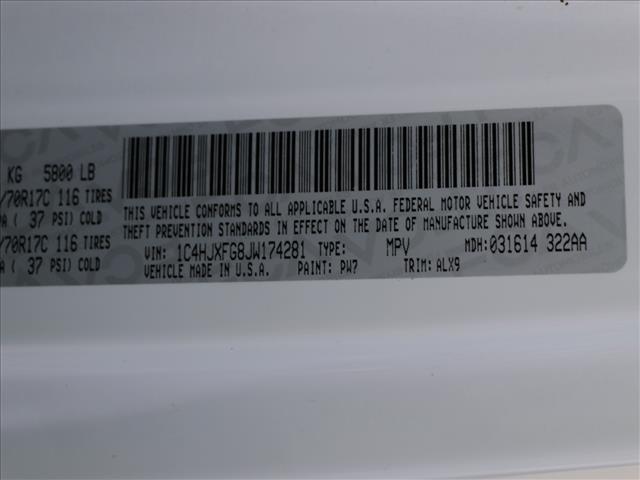 KG 5800 LB
/70R17C 116 TIRES
( 37 PSI) COLD
/70R17C 116 TIRES
( 37 PSI) COLD
THIS VEHICLE CONFORMS TO ALL APPLICABLE U.S.A. FEDERAL MOTOR VEHICLE SAFETY AND
THEFT PREVENTION STANDARDS IN EFFECT ON THE DATE OF MANUFACTURE SHOWN ABOVE.
VIN: 1C4HJXFG8JW174281 TYPE: MPV MDH: 031614 322AA
VEHICLE MADE IN U.S.A. PAINT: PW7 TRIM: ALX9